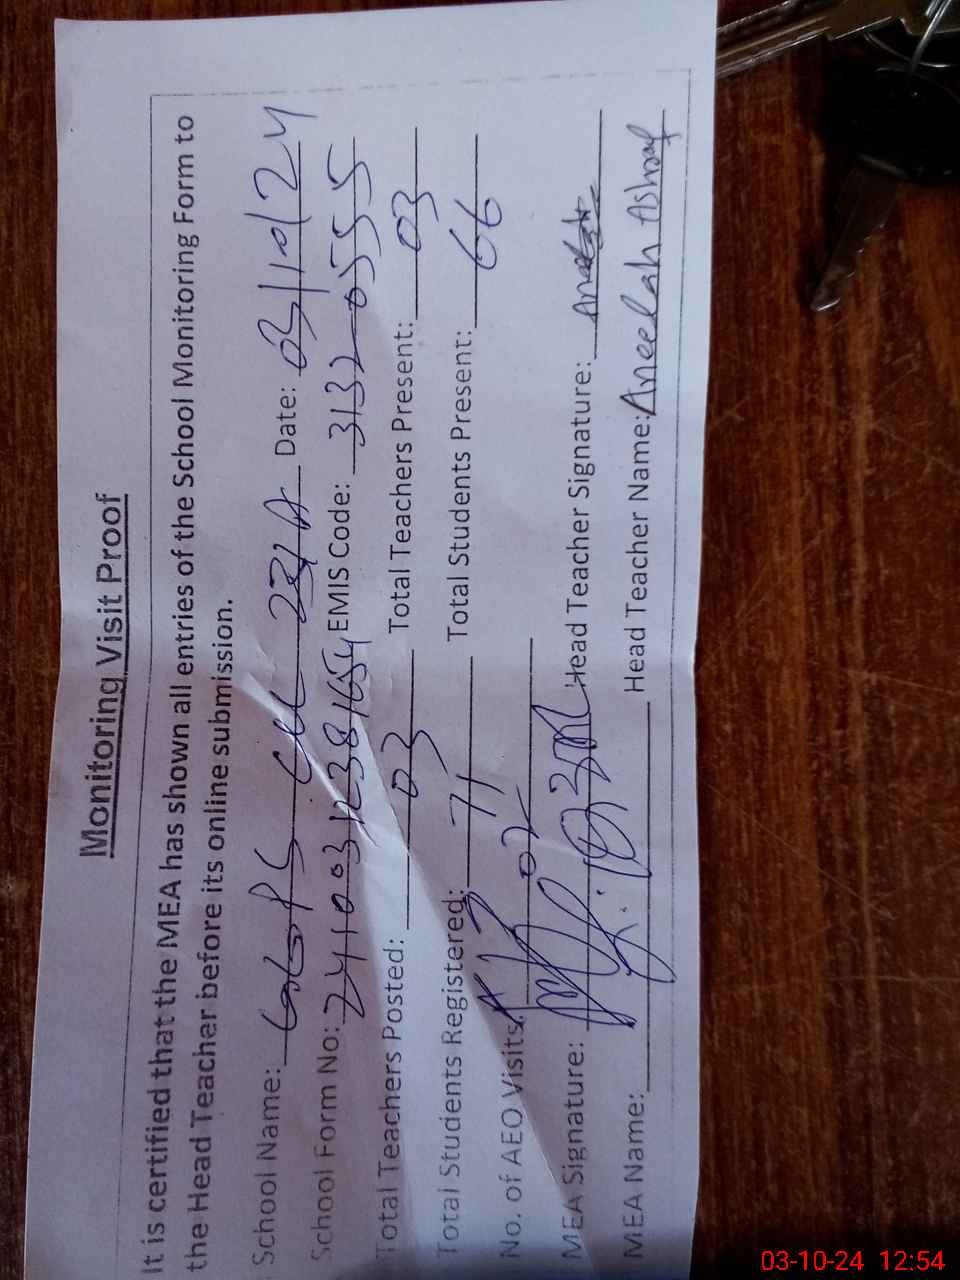 Monitoring Visit Proof
It is certified that the MEA has shown all entries of the School Monitoring Form to
the Head Teacher before its online submission.
School Name: GGPS Date: 03/10/24
School Form No: EMIS Code: 31320555
Total Teachers Posted: 03 Total Teachers Present: 03
Total Students Registered: 71 Total Students Present: 66
No. of AEO Visits: 02
MEA Signature: Head Teacher Signature:
MEA Name: Head Teacher Name: Aneelah Ashraf
03-10-24 12:54